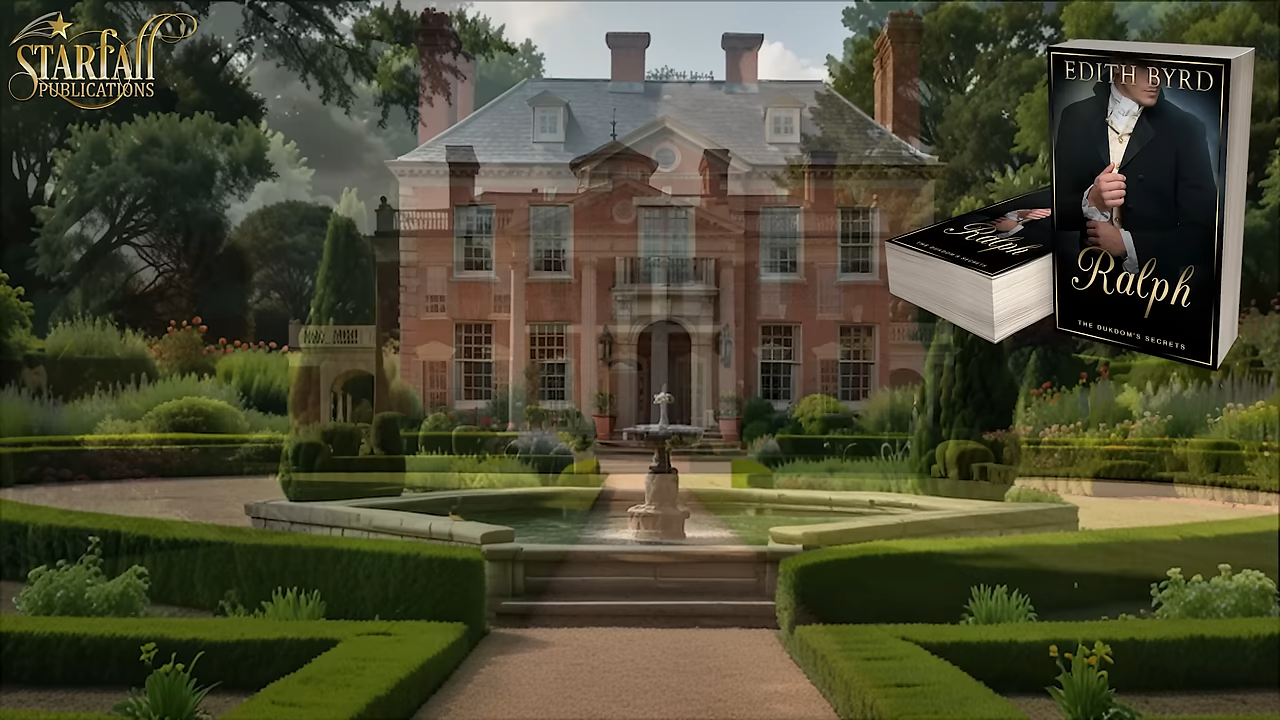 STARfall
PUBLICATIONS
EDITH BYRD
Ralph
THE DUKDOM'S SECRETS
Ralph
THE DUKDOM'S SECRETS